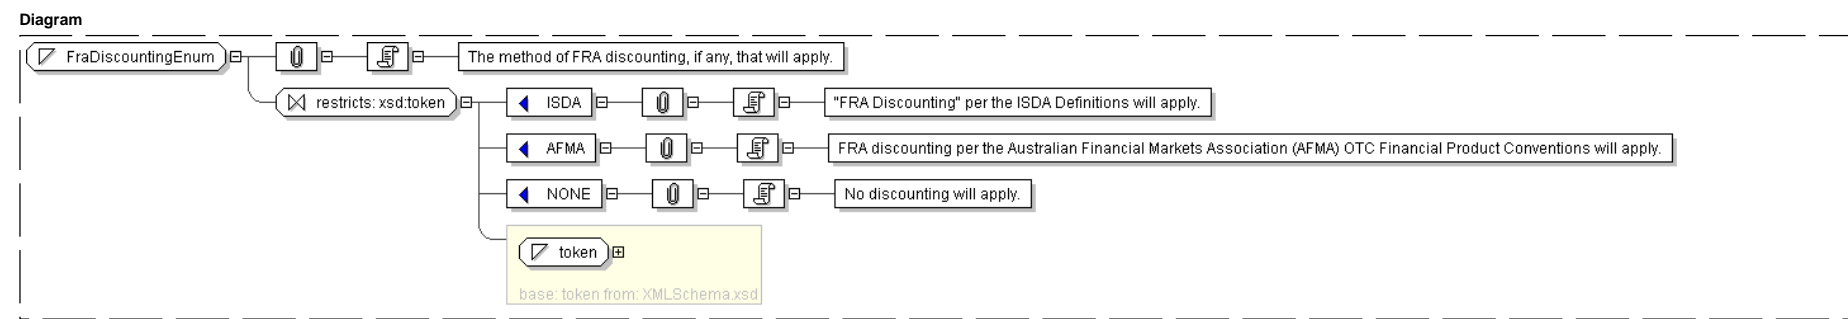 Diagram
FraDiscountingEnum The method of FRA discounting, if any, that will apply.
restricts: xsd:token ISDA "FRA Discounting" per the ISDA Definitions will apply.
AFMA FRA discounting per the Australian Financial Markets Association (AFMA) OTC Financial Product Conventions will apply.
NONE No discounting will apply.
token
base: token from: XMLSchema.xsd